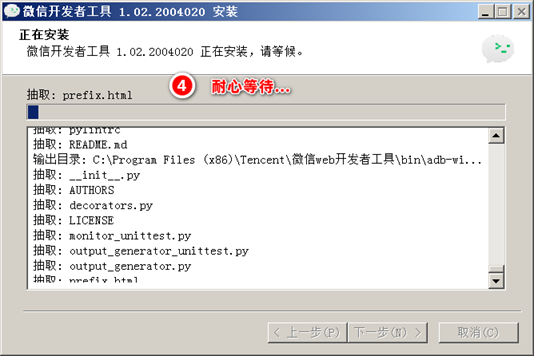 微信开发者工具 1.02.2004020 安装
正在安装
微信开发者工具 1.02.2004020 正在安装，请等候。
抽取: prefix.html
4 耐心等待...
抽取: pylintrc
抽取: README.md
输出目录: C:\Program Files (x86)\Tencent\微信web开发者工具\bin\adb-wi...
抽取: __init__.py
抽取: AUTHORS
抽取: decorators.py
抽取: LICENSE
抽取: monitor_unittest.py
抽取: output_generator_unittest.py
抽取: output_generator.py
抽取: prefix.html
< 上一步(P)
下一步(N) >
取消(C)